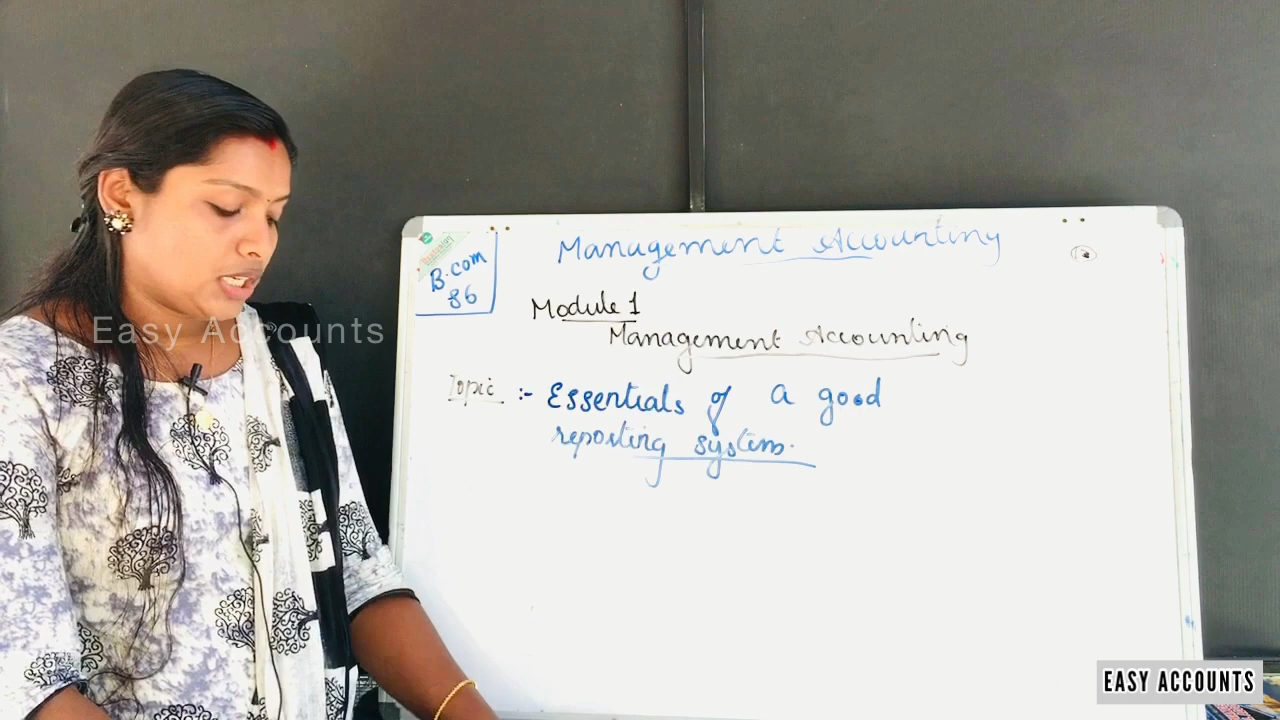 Management Accounting
B.com
S6
Module 1
Management Accounting
Topic :- Essentials of a good
reporting system.
Easy Accounts
EASY ACCOUNTS